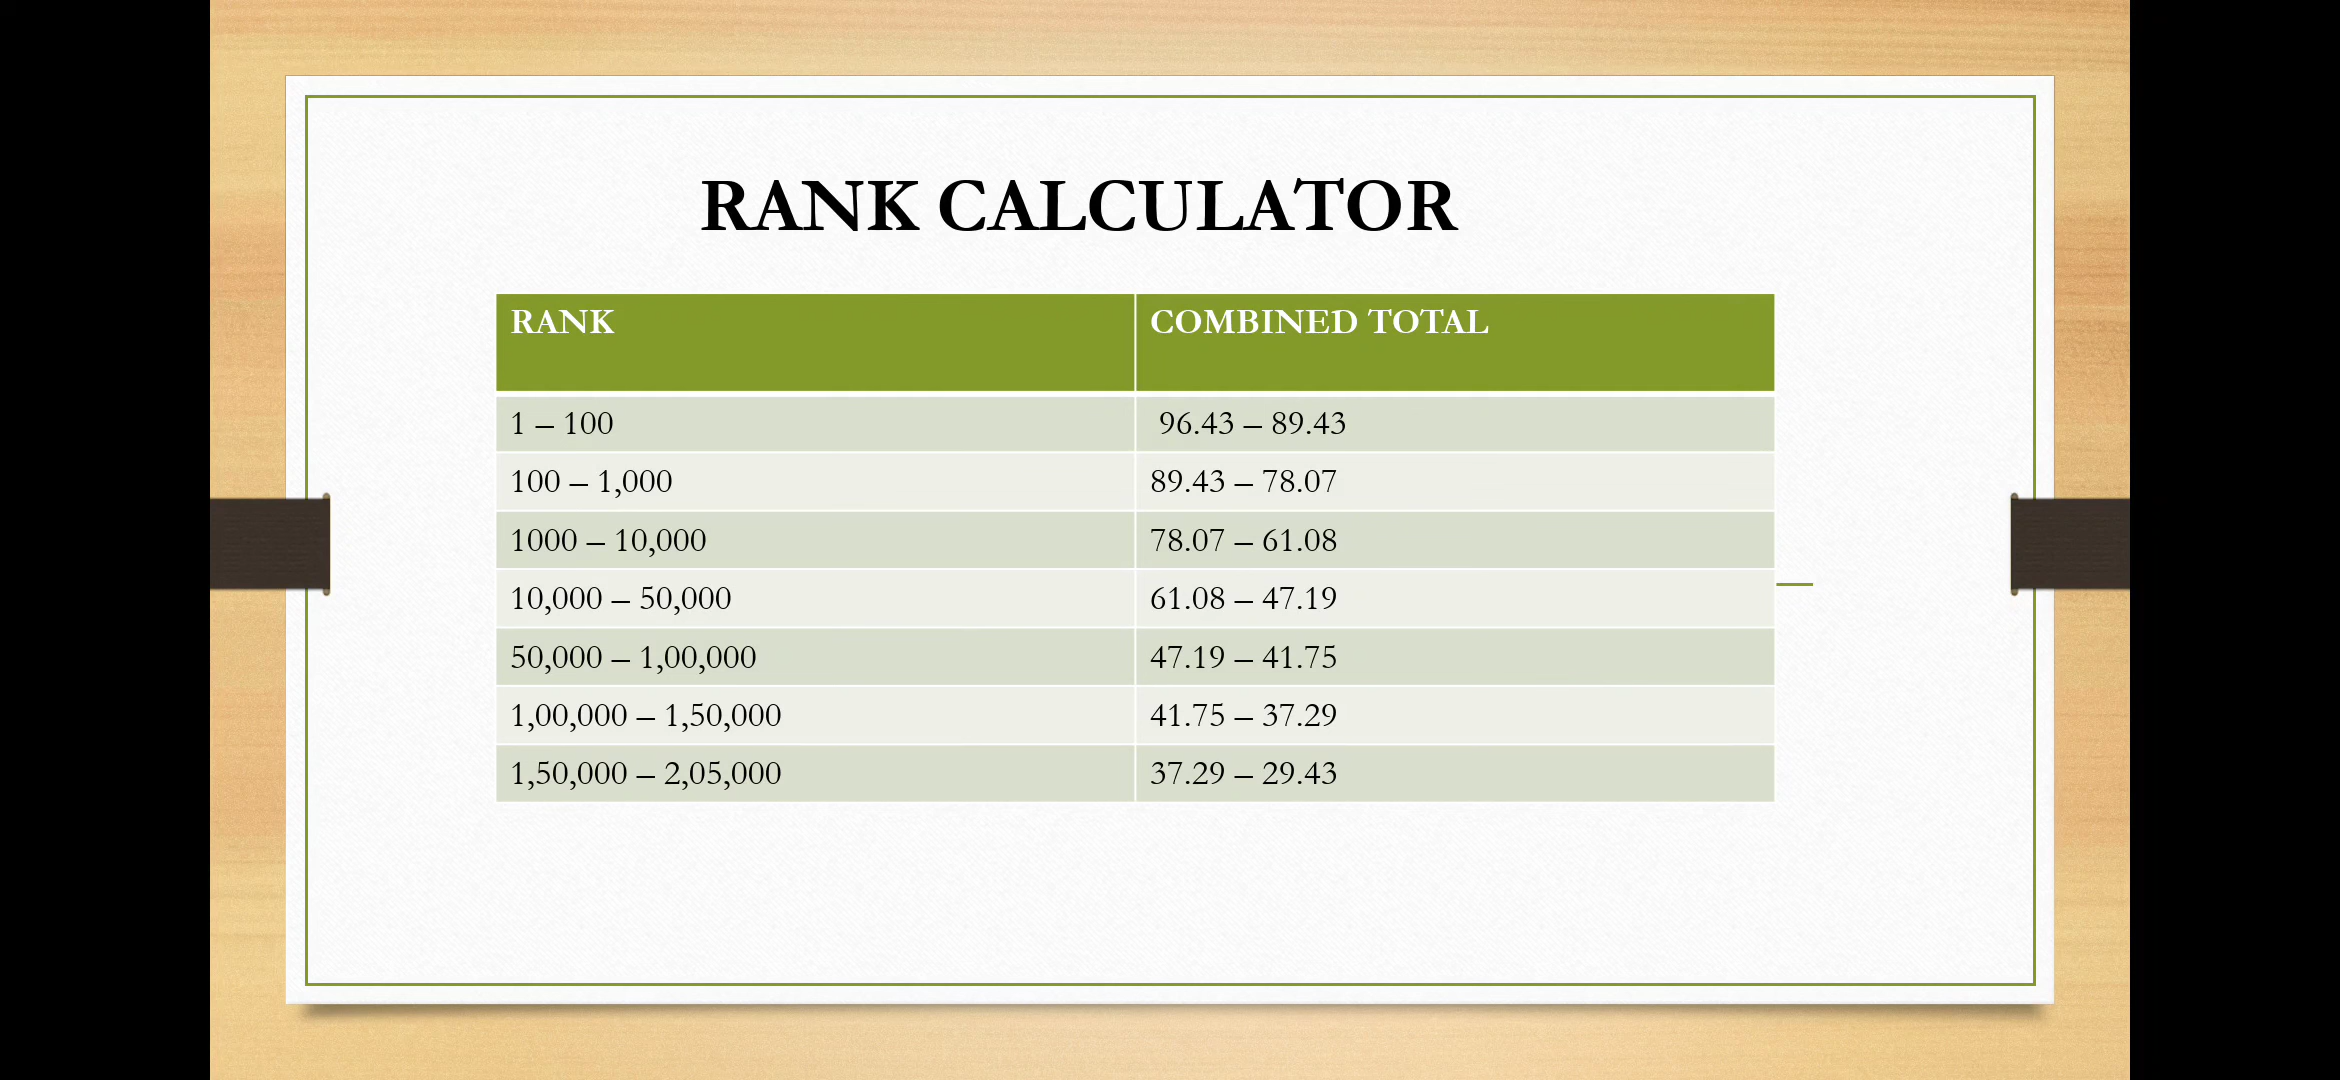 RANK CALCULATOR
RANK COMBINED TOTAL
1 – 100 96.43 – 89.43
100 – 1,000 89.43 – 78.07
1000 – 10,000 78.07 – 61.08
10,000 – 50,000 61.08 – 47.19
50,000 – 1,00,000 47.19 – 41.75
1,00,000 – 1,50,000 41.75 – 37.29
1,50,000 – 2,05,000 37.29 – 29.43